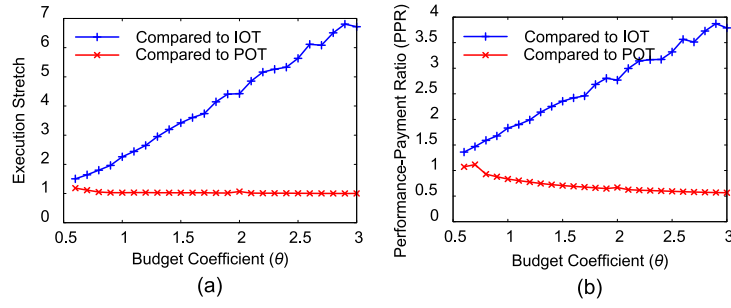 7
6
5
4
3
2
1
0
Execution Stretch
Compared to IOT
Compared to POT
0.5
1
1.5
2
2.5
3
Budget Coefficient (θ)
(a)
4
3.5
3
2.5
2
1.5
1
0.5
0
Performance-Payment Ratio (PPR)
Compared to IOT
Compared to POT
0.5
1
1.5
2
2.5
3
Budget Coefficient (θ)
(b)